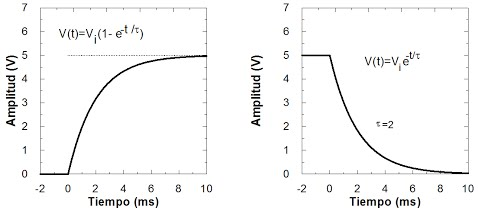 7
6
5
4
3
2
1
0
-2 0 2 4 6 8 10
Amplitud (V)
Tiempo (ms)
V(t)=Vi(1- e-t /τ)
7
6
5
4
3
2
1
0
-2 0 2 4 6 8 10
Amplitud (V)
Tiempo (ms)
V(t)=Vi e-t/τ
τ=2